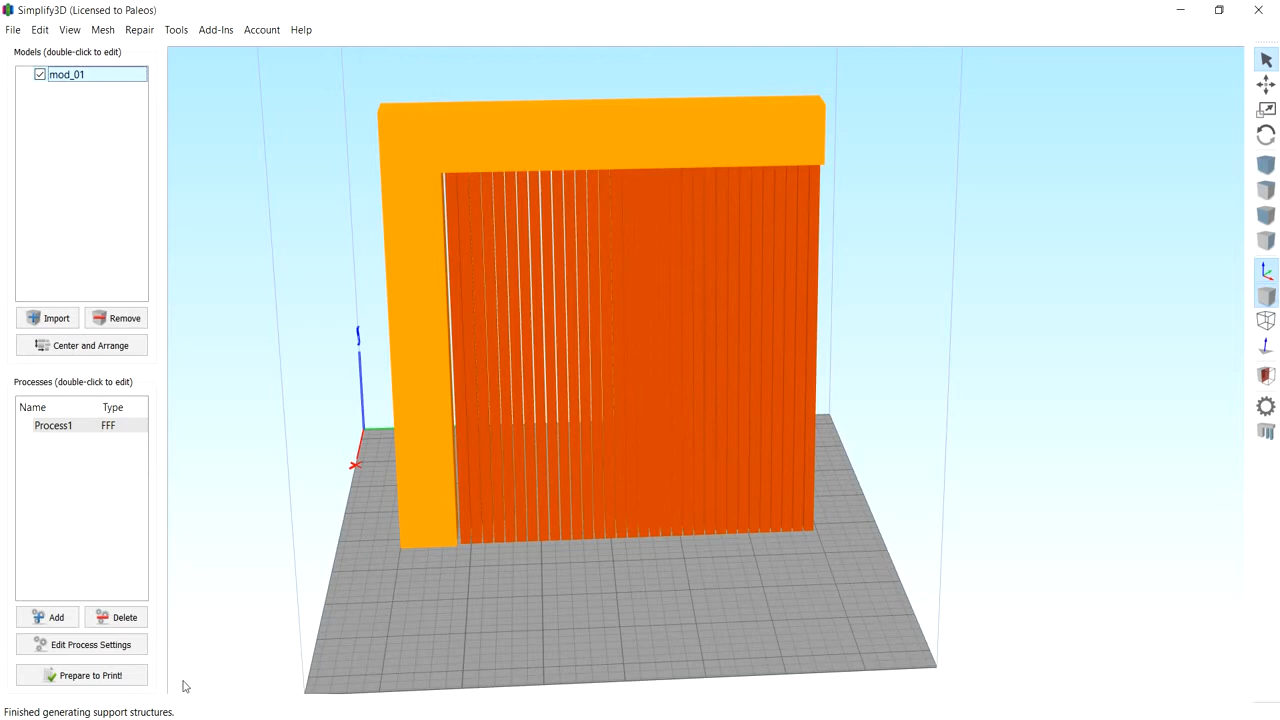 Simplify3D (Licensed to Paleos)
File Edit View Mesh Repair Tools Add-Ins Account Help
Models (double-click to edit)
mod_01
Import Remove
Center and Arrange
Processes (double-click to edit)
Name Type
Process1 FFF
Add Delete
Edit Process Settings
Prepare to Print!
Finished generating support structures.